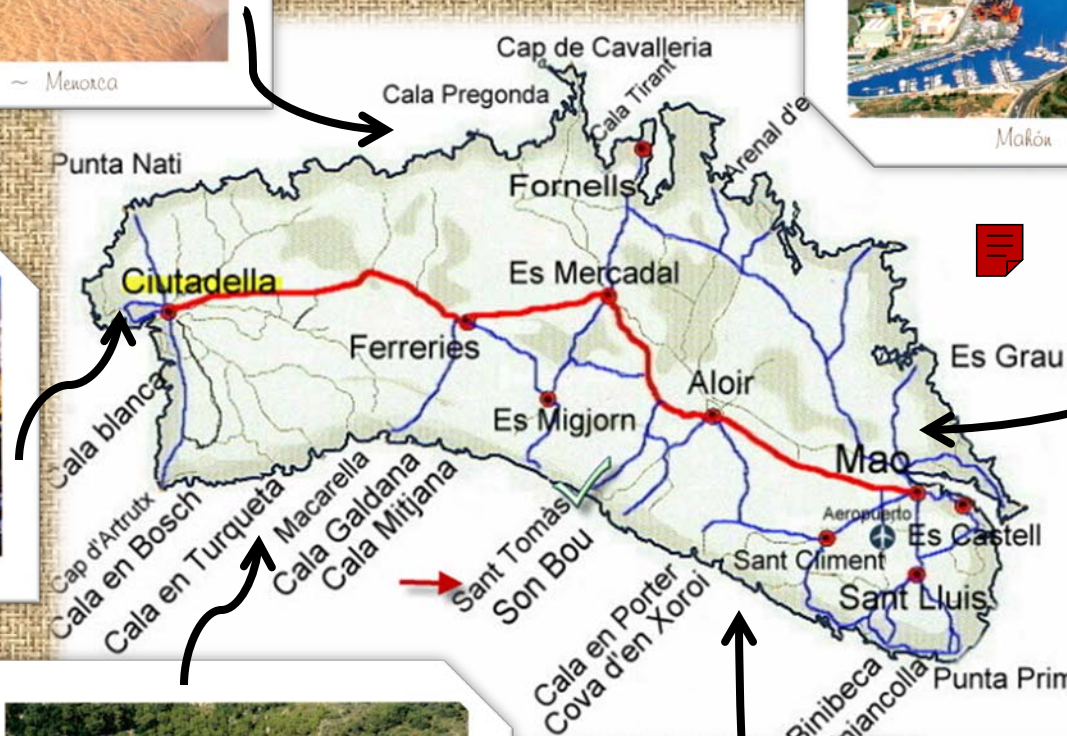 ~ Menorca
Mahón
Cap de Cavalleria
Cala Tirant
Cala Pregonda
Arenal d'e
Punta Nati
Fornells
Ciutadella
Es Mercadal
Ferreries
Es Grau
Aloir
Es Migjorn
Mao
Aeropuerto
Es Castell
Sant Climent
Sant Lluis
Cala blanca
Cap d'Artrutx
Cala en Bosch
Cala en Turqueta
Macarella
Cala Galdana
Cala Mitjana
Sant Tomàs
Son Bou
Cala en Porter
Cova d'en Xoroi
Binibeca
Punta Prim